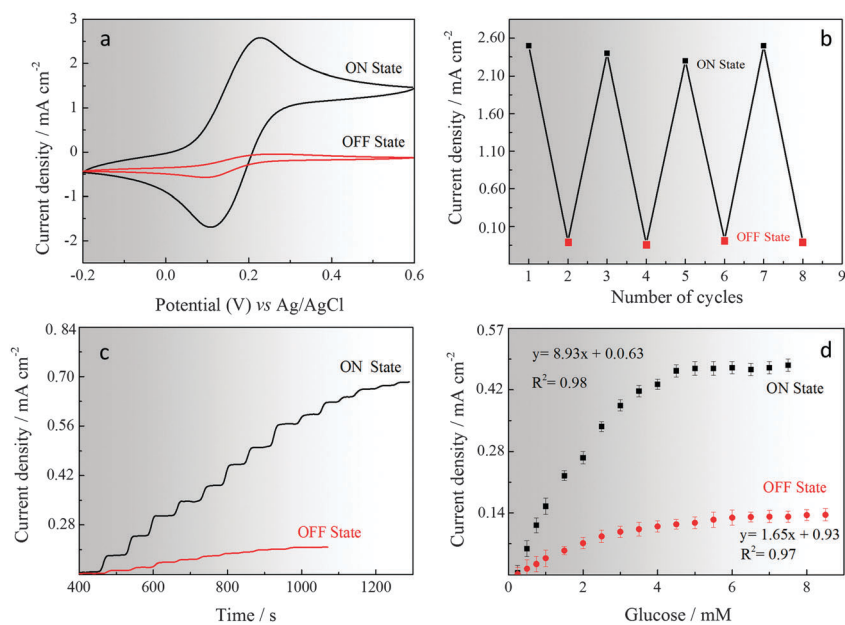 a
ON State
OFF State
3
2
1
0
-1
-2
-0.2
0.0
0.2
0.4
0.6
Current density / mA cm-2
Potential (V) vs Ag/AgCl
b
ON State
OFF State
2.60
2.10
1.60
1.10
0.60
0.10
1
2
3
4
5
6
7
8
9
Current density / mA cm-2
Number of cycles
c
ON State
OFF State
0.84
0.70
0.56
0.42
0.28
400
600
800
1000
1200
Current density / mA cm-2
Time / s
d
y= 8.93x + 0.0.63
R2= 0.98
ON State
OFF State
y= 1.65x + 0.93
R2= 0.97
0.57
0.42
0.28
0.14
0
0
2
4
6
8
Current density / mA cm-2
Glucose / mM